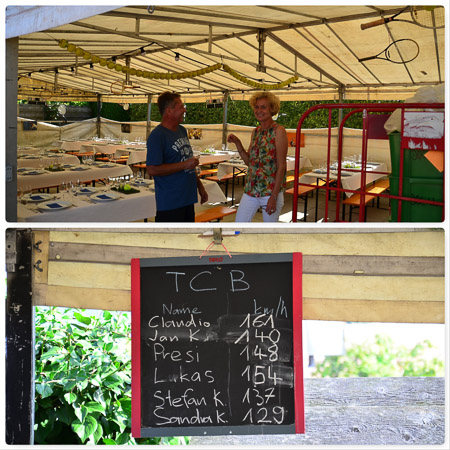 TCB
Name km/h
Claudio 161
Jan K. 140
Presi 148
Lukas 154
Stefan K. 137
Sandra K. 129